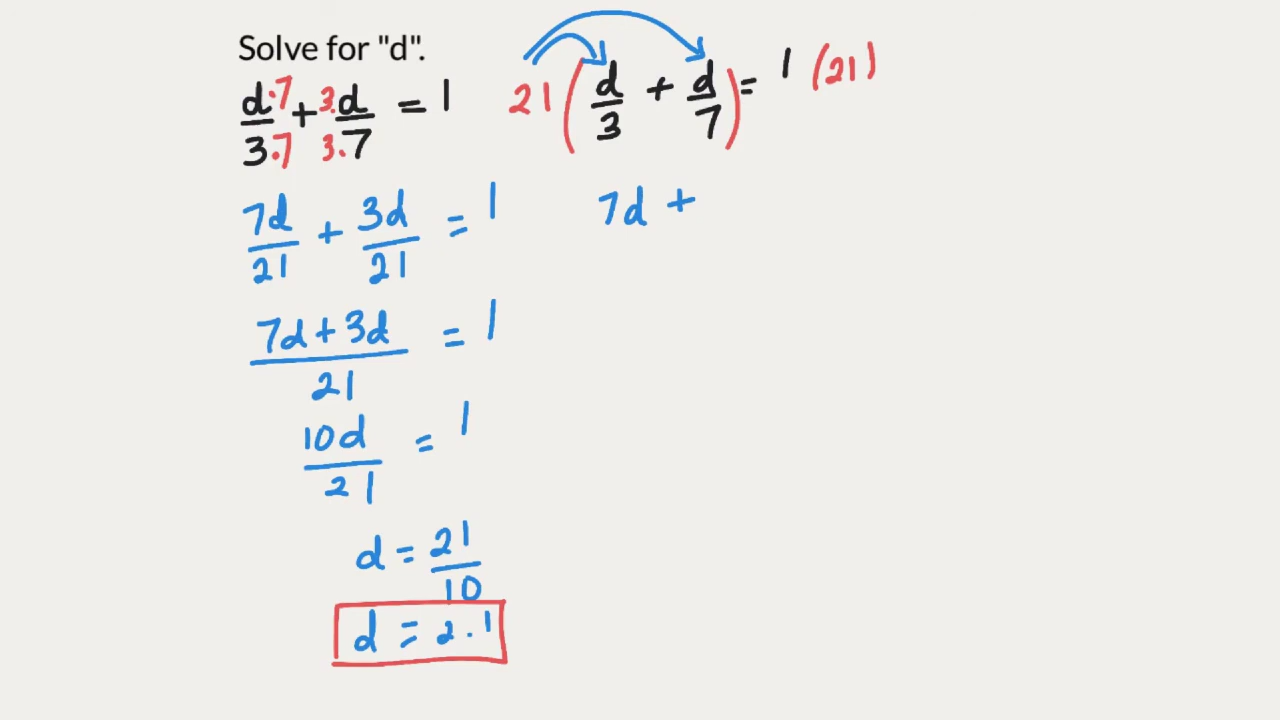 Solve for "d".
d·7/3·7 + 3·d/3·7 = 1
7d/21 + 3d/21 = 1
7d+3d/21 = 1
10d/21 = 1
d = 21/10
d = 2.1
21(d/3 + d/7) = 1(21)
7d +